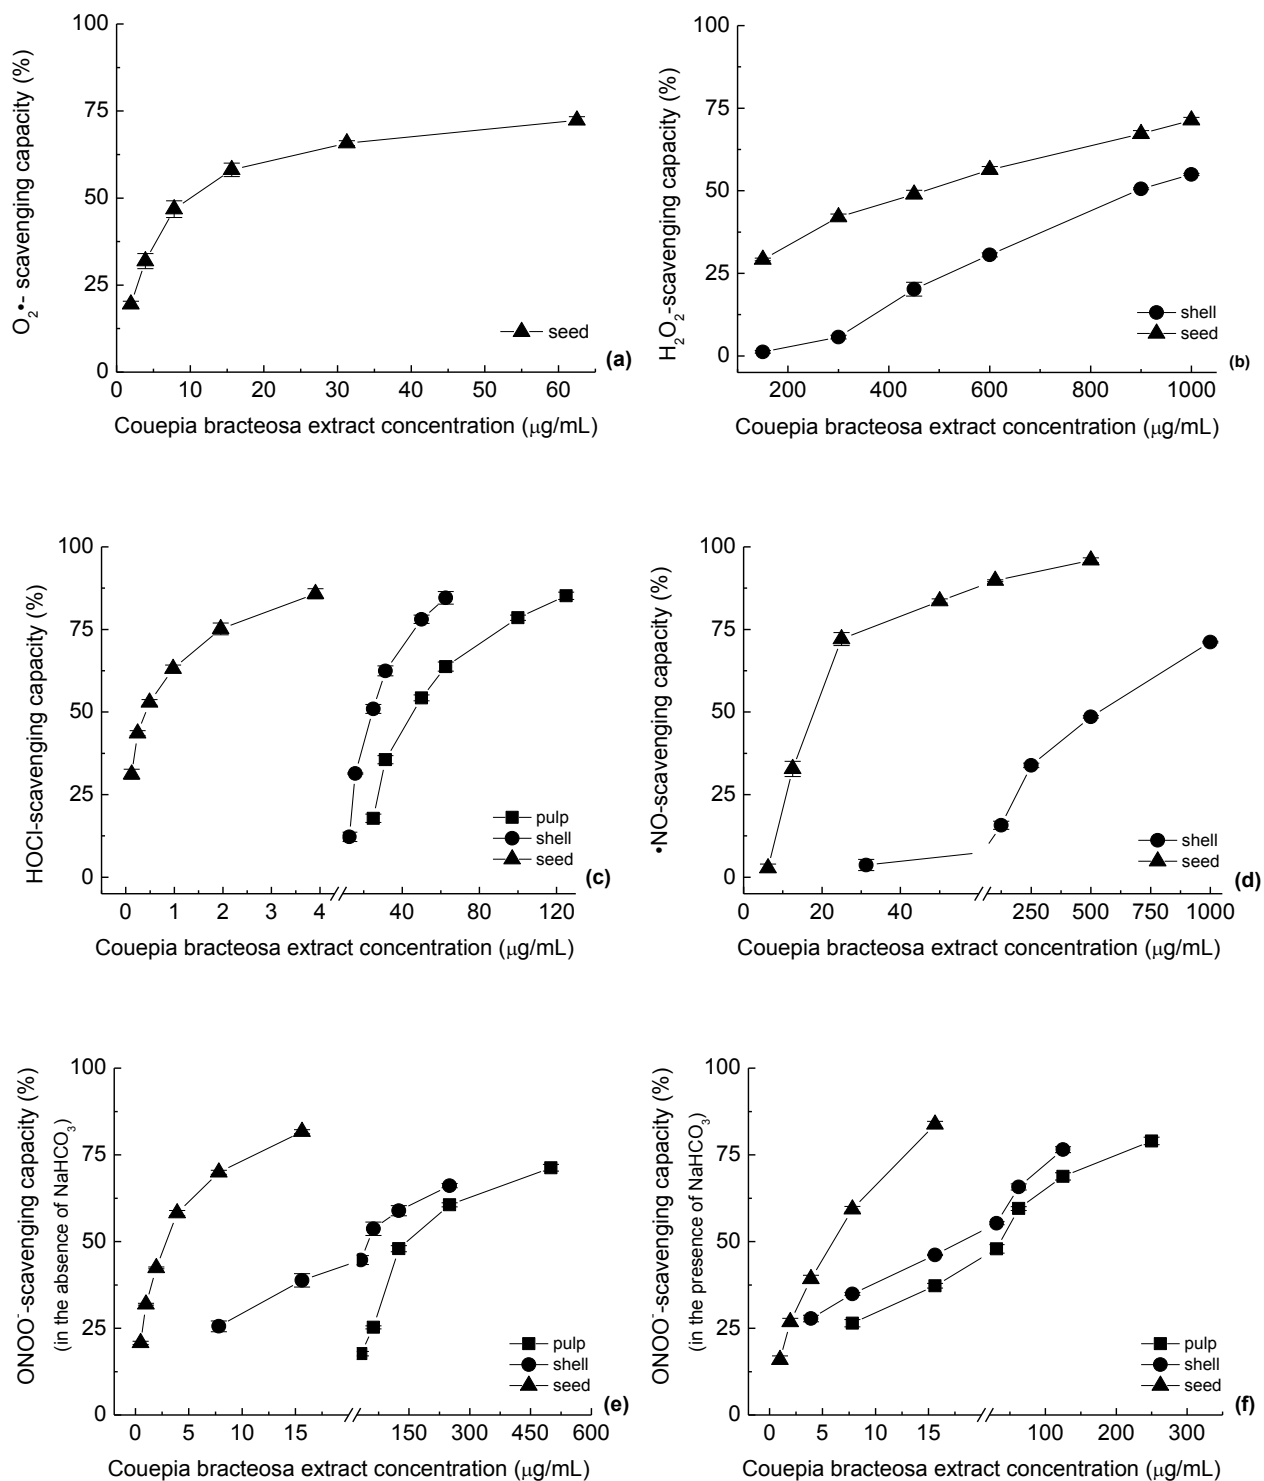 100
75
50
25
0
O₂•- scavenging capacity (%)
seed
(a)
0 10 20 30 40 50 60
Couepia bracteosa extract concentration (μg/mL)
100
75
50
25
0
H₂O₂-scavenging capacity (%)
shell
seed
(b)
200 400 600 800 1000
Couepia bracteosa extract concentration (μg/mL)
100
75
50
25
0
HOCl-scavenging capacity (%)
pulp
shell
seed
(c)
0 1 2 3 4 40 80 120
Couepia bracteosa extract concentration (μg/mL)
100
75
50
25
0
•NO-scavenging capacity (%)
shell
seed
(d)
0 20 40 250 500 750 1000
Couepia bracteosa extract concentration (μg/mL)
100
75
50
25
0
ONOO⁻-scavenging capacity (%)
(in the absence of NaHCO₃)
pulp
shell
seed
(e)
0 5 10 15 150 300 450 600
Couepia bracteosa extract concentration (μg/mL)
100
75
50
25
0
ONOO⁻-scavenging capacity (%)
(in the presence of NaHCO₃)
pulp
shell
seed
(f)
0 5 10 15 100 200 300
Couepia bracteosa extract concentration (μg/mL)